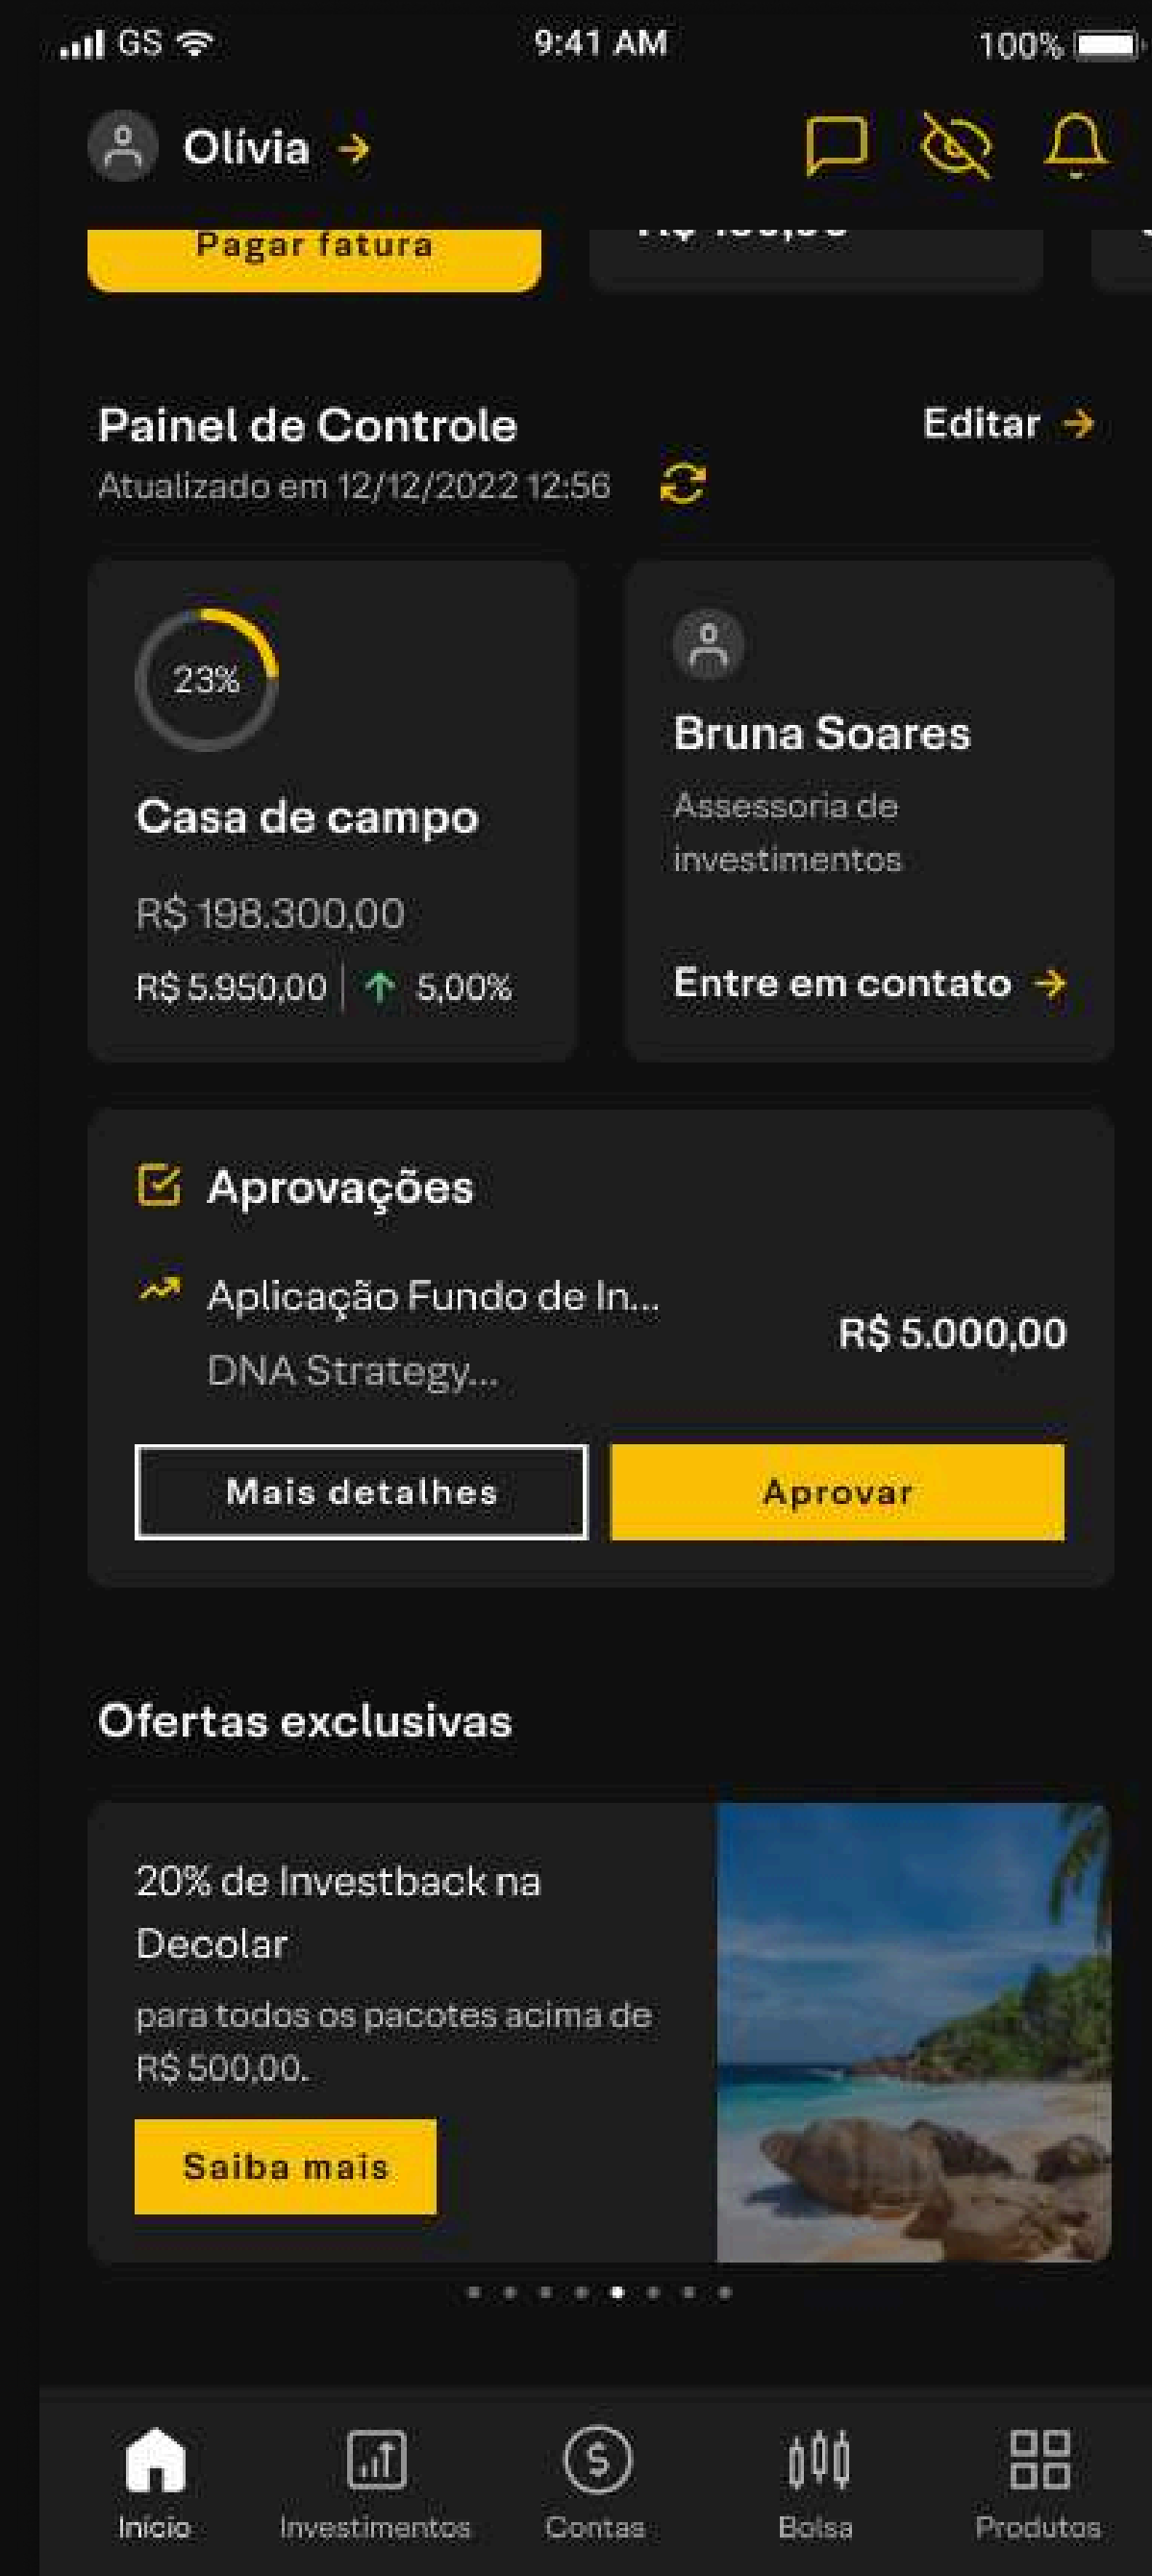 GS 9:41 AM 100%
Olívia
Pagar fatura
Painel de Controle
Editar
Atualizado em 12/12/2022 12:56
23%
Casa de campo
R$ 198.300,00
R$ 5.950,00 5,00%
Bruna Soares
Assessoria de
investimentos
Entre em contato
Aprovações
Aplicação Fundo de In...
DNA Strategy...
R$ 5.000,00
Mais detalhes
Aprovar
Ofertas exclusivas
20% de Investback na
Decolar
para todos os pacotes acima de
R$ 500,00.
Saiba mais
Início
Investimentos
Contas
Bolsa
Produtos